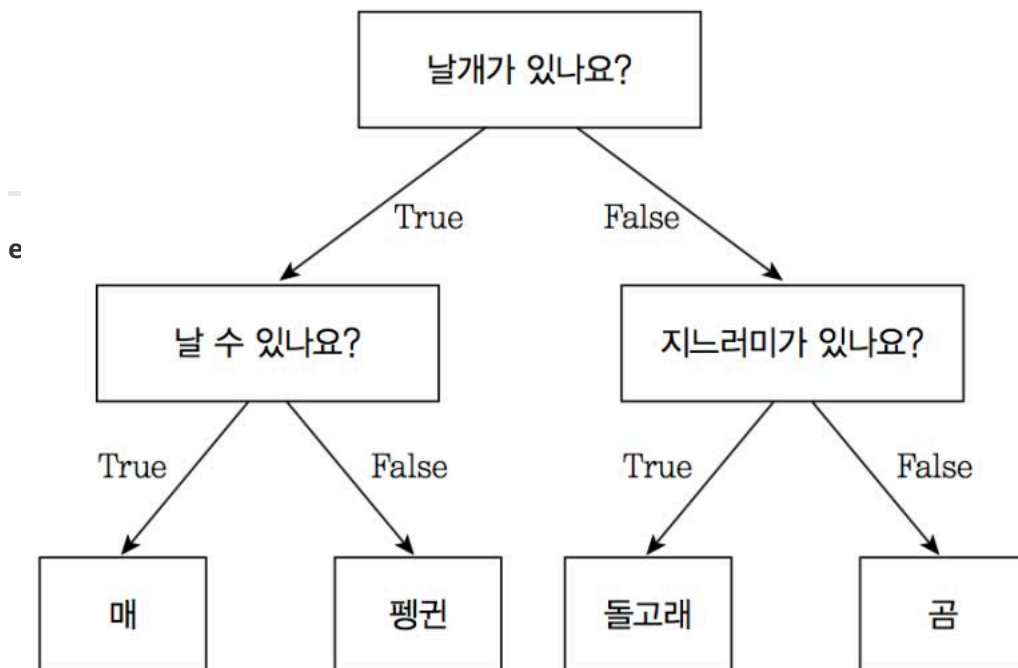 날개가 있나요?
True False
e
날 수 있나요? 지느러미가 있나요?
True False True False
매 펭귄 돌고래 곰